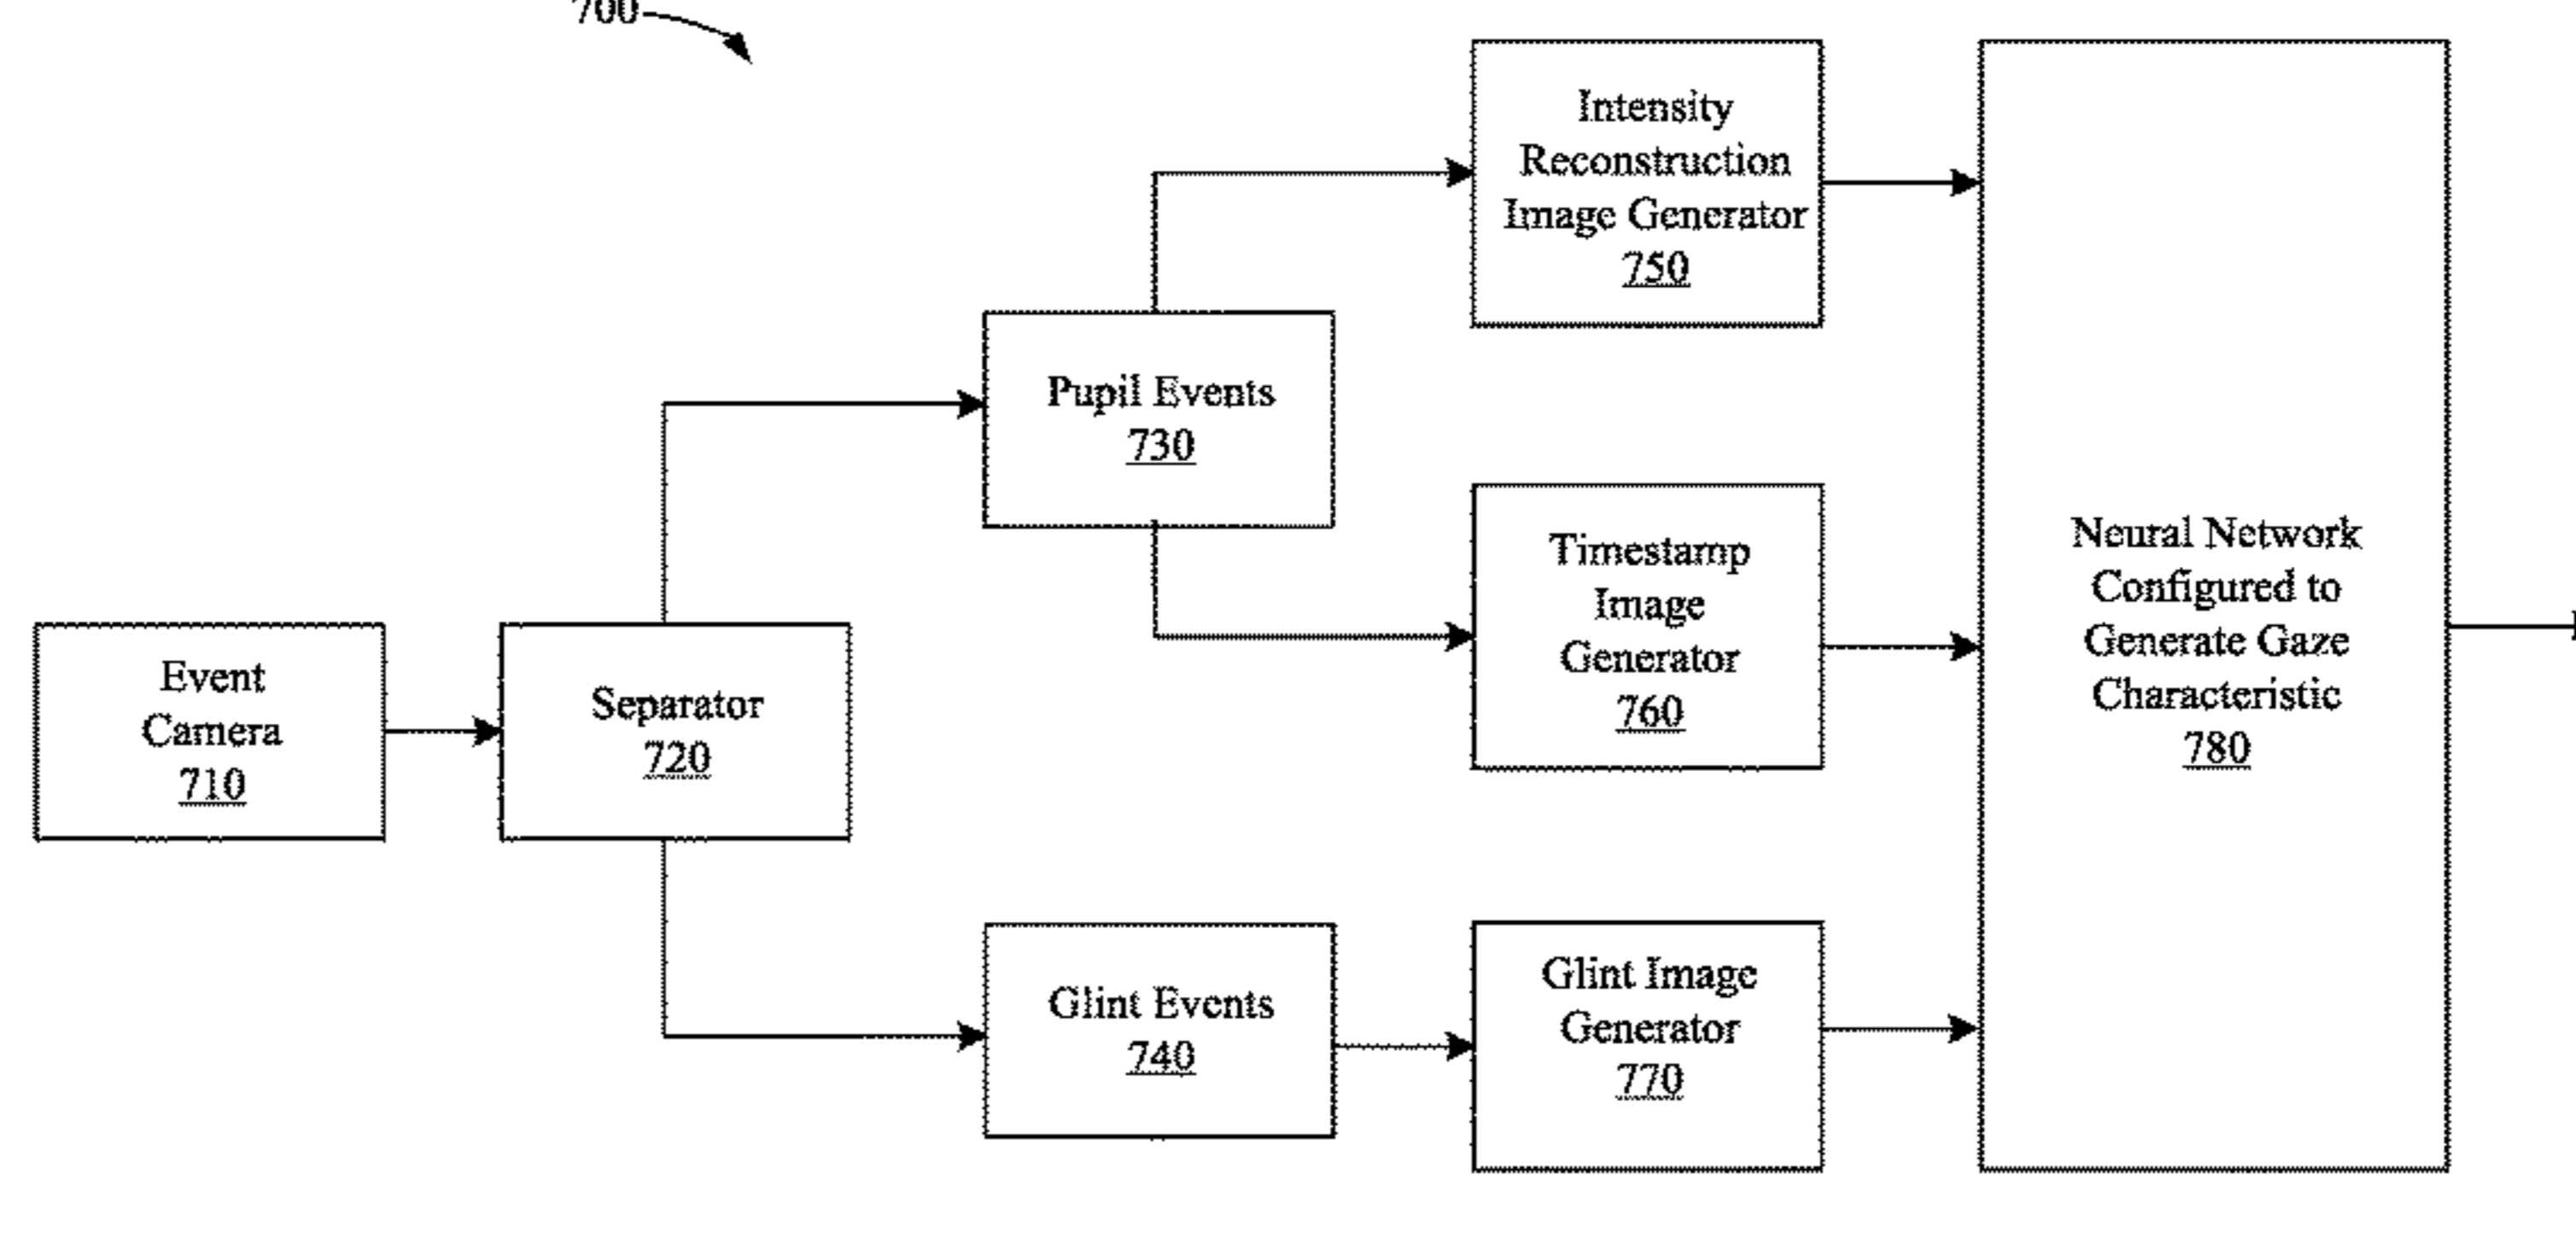 700
Intensity
Reconstruction
Image Generator
750
Pupil Events
730
Timestamp
Image
Generator
760
Neural Network
Configured to
Generate Gaze
Characteristic
780
Event
Camera
710
Separator
720
Glint Events
740
Glint Image
Generator
770